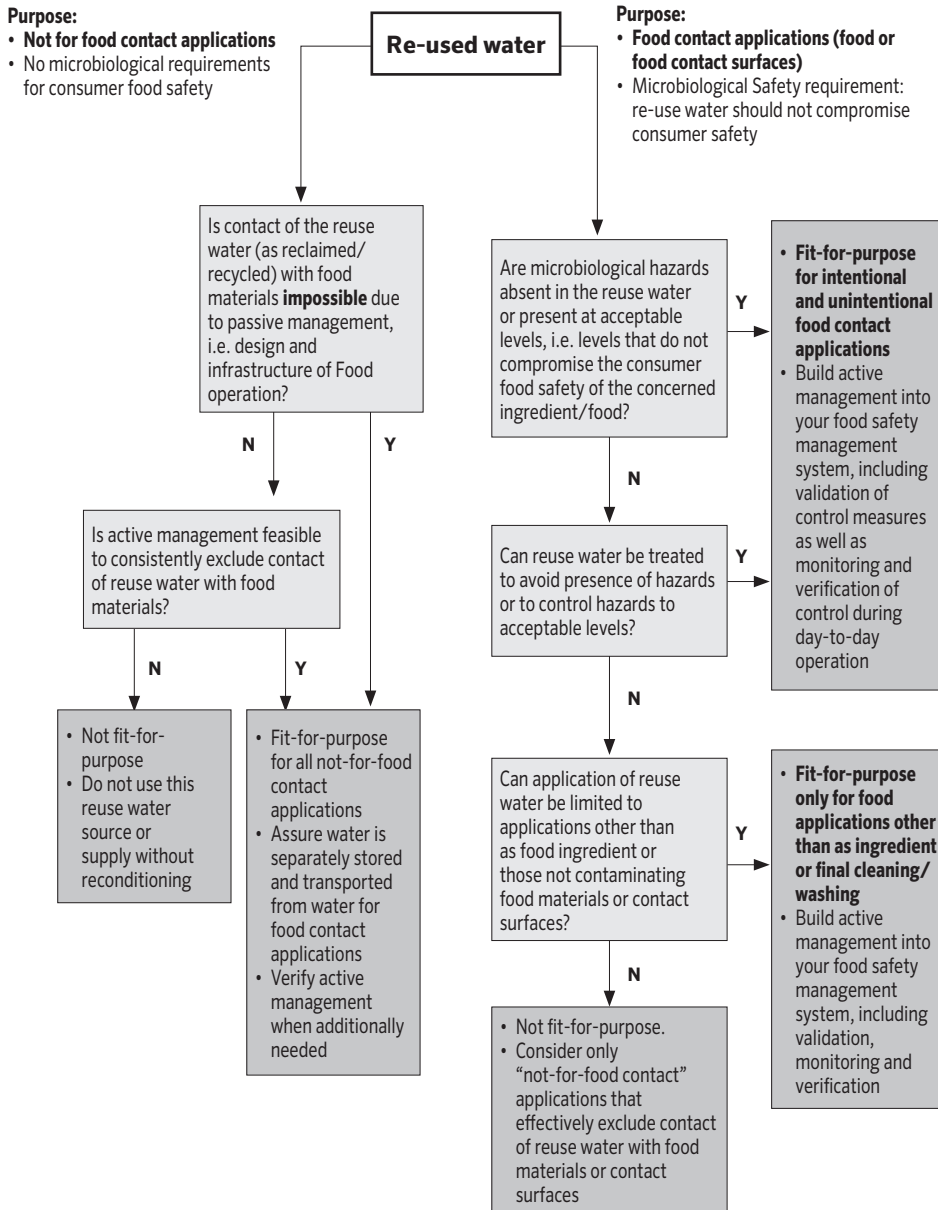 Purpose:
• Not for food contact applications
• No microbiological requirements
for consumer food safety
Re-used water
Purpose:
• Food contact applications (food or
food contact surfaces)
• Microbiological Safety requirement:
re-use water should not compromise
consumer safety
Is contact of the reuse
water (as reclaimed/
recycled) with food
materials impossible due
to passive management,
i.e. design and
infrastructure of Food
operation?
N
Y
Is active management feasible
to consistently exclude contact
of reuse water with food
materials?
N
Y
• Not fit-for-
purpose
• Do not use this
reuse water
source or
supply without
reconditioning
• Fit-for-purpose
for all not-for-food
contact
applications
• Assure water is
separately stored
and transported
from water for
food contact
applications
• Verify active
management
when additionally
needed
Are microbiological hazards
absent in the reuse water
or present at acceptable
levels, i.e. levels that do not
compromise the consumer
food safety of the concerned
ingredient/food?
Y
N
• Fit-for-purpose
for intentional
and unintentional
food contact
applications
• Build active
management into
your food safety
management
system, including
validation of
control measures
as well as
monitoring and
verification of
control during
day-to-day
operation
Can reuse water be treated
to avoid presence of hazards
or to control hazards to
acceptable levels?
Y
N
Can application of reuse
water be limited to
applications other than
as food ingredient or
those not contaminating
food materials or contact
surfaces?
Y
N
• Fit-for-purpose
only for food
applications other
than as ingredient
or final cleaning/
washing
• Build active
management into
your food safety
management
system, including
validation,
monitoring and
verification
• Not fit-for-purpose.
• Consider only
“not-for-food contact”
applications that
effectively exclude contact
of reuse water with food
materials or contact
surfaces